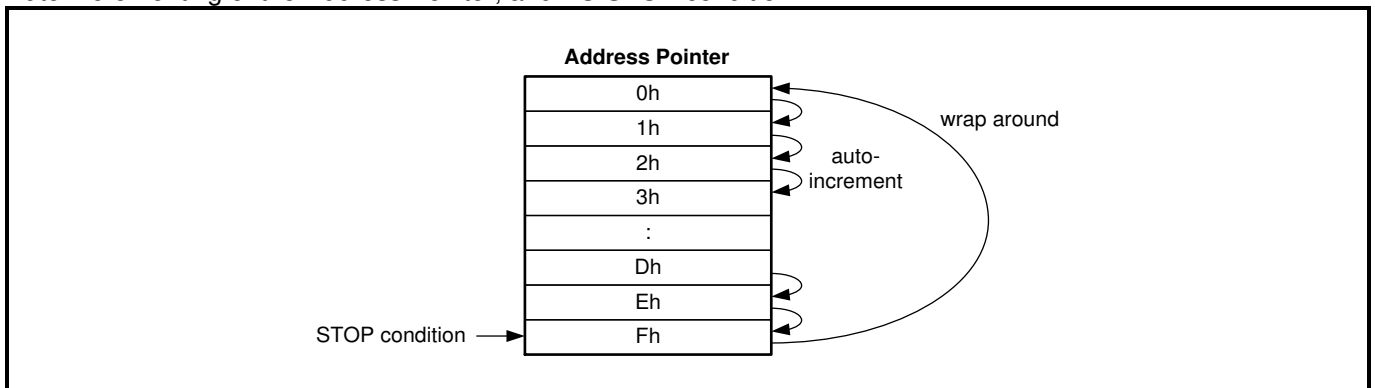 Address Pointer
0h
1h
2h
3h
:
Dh
Eh
Fh
wrap around
auto-
increment
STOP condition